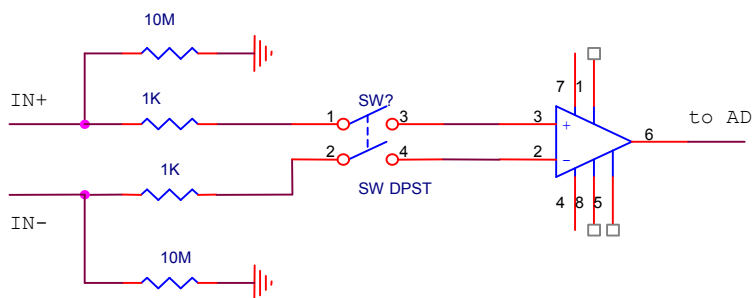 10M
IN+
1K
SW?
1
3
2
4
SW DPST
7
1
3
2
+
−
6
to AD
4
8
5
1K
IN-
10M